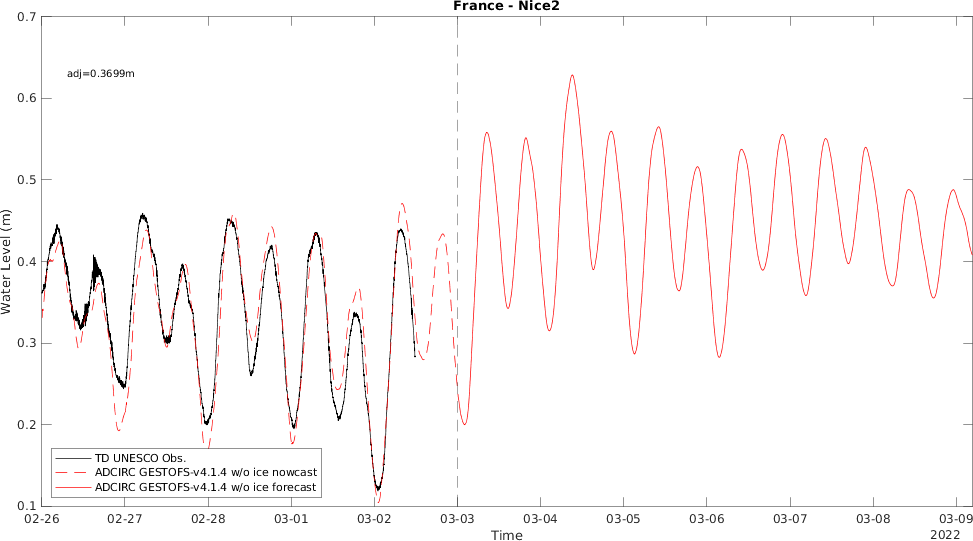 France - Nice2
adj=0.3699m
0.7
0.6
0.5
0.4
0.3
0.2
0.1
Water Level (m)
TD UNESCO Obs.
ADCIRC GESTOFS-v4.1.4 w/o ice nowcast
ADCIRC GESTOFS-v4.1.4 w/o ice forecast
02-26 02-27 02-28 03-01 03-02 03-03 03-04 03-05 03-06 03-07 03-08 03-09
Time
2022